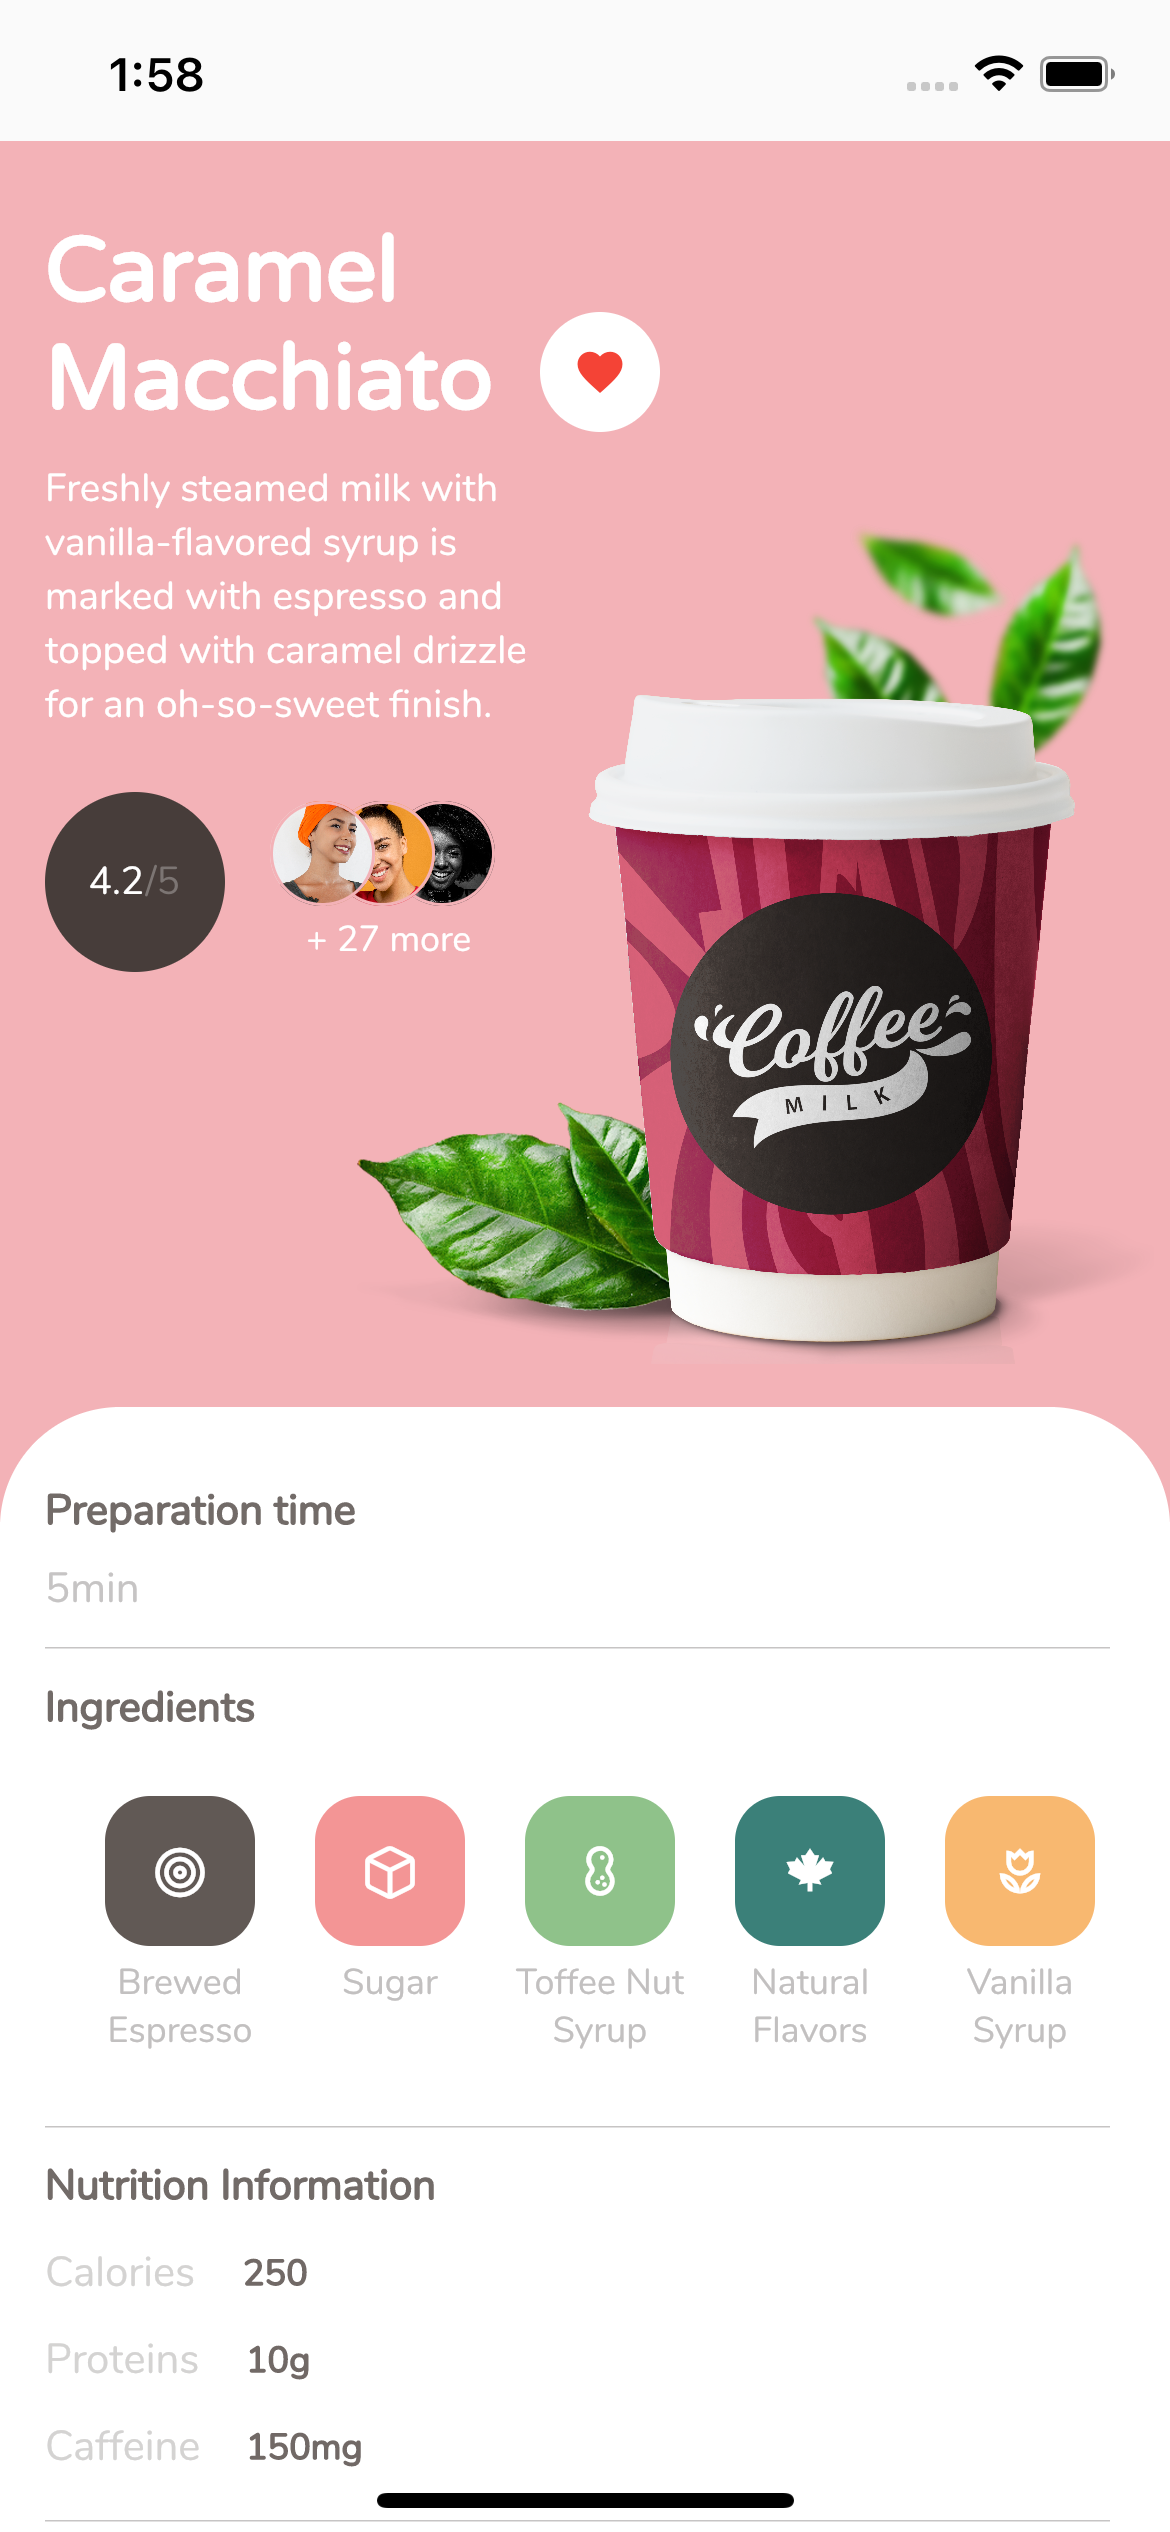 1:58
Caramel
Macchiato
Freshly steamed milk with
vanilla-flavored syrup is
marked with espresso and
topped with caramel drizzle
for an oh-so-sweet finish.
4.2/5
+ 27 more
Coffee
MILK
Preparation time
5min
Ingredients
Brewed
Espresso
Sugar
Toffee Nut
Syrup
Natural
Flavors
Vanilla
Syrup
Nutrition Information
Calories 250
Proteins 10g
Caffeine 150mg